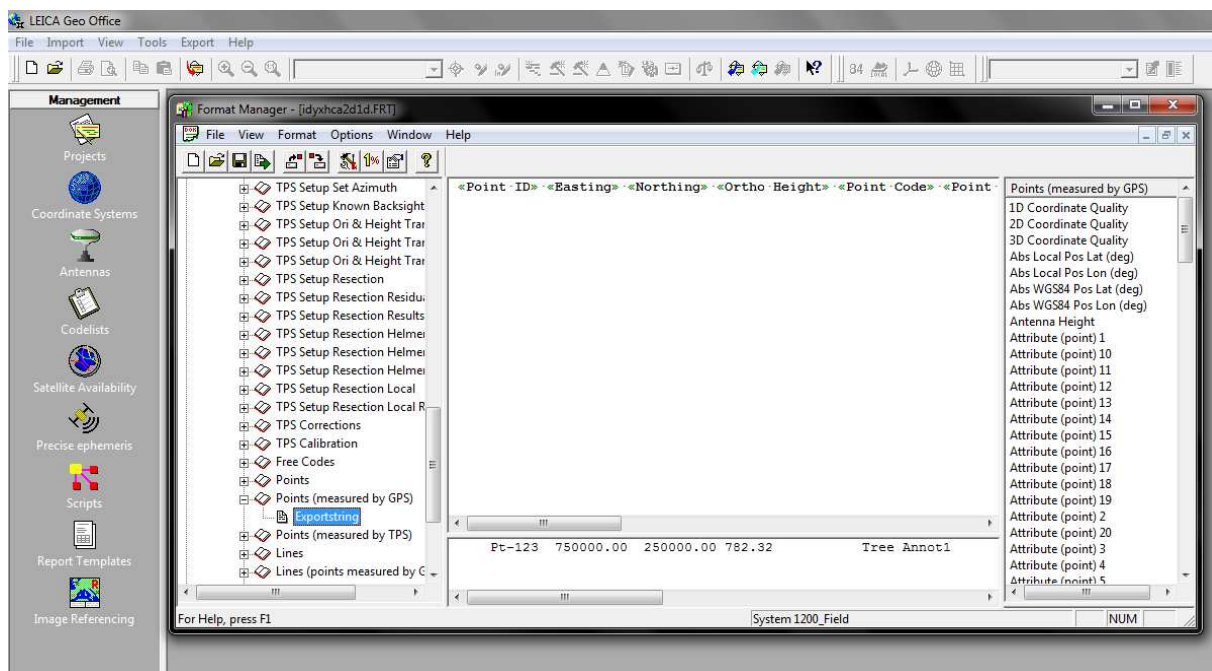 LEICA Geo Office
File Import View Tools Export Help
84
Management
Projects
Coordinate Systems
Antennas
Codelists
Satellite Availability
Precise ephemeris
Scripts
Report Templates
Image Referencing
Format Manager - [idyxhca2d1d.FRT]
File View Format Options Window Help
TPS Setup Set Azimuth
TPS Setup Known Backsight
TPS Setup Ori & Height Trar
TPS Setup Ori & Height Trar
TPS Setup Ori & Height Trar
TPS Setup Resection
TPS Setup Resection Residu
TPS Setup Resection Results
TPS Setup Resection Helme
TPS Setup Resection Helme
TPS Setup Resection Helme
TPS Setup Resection Local
TPS Setup Resection Local R
TPS Corrections
TPS Calibration
Free Codes
Points
Points (measured by GPS)
Exportstring
Points (measured by TPS)
Lines
Lines (points measured by G
«Point·ID»·«Easting»·«Northing»·«Ortho·Height»·«Point·Code»·«Point·
Pt-123 750000.00 250000.00 782.32 Tree Annot1
Points (measured by GPS)
1D Coordinate Quality
2D Coordinate Quality
3D Coordinate Quality
Abs Local Pos Lat (deg)
Abs Local Pos Lon (deg)
Abs WGS84 Pos Lat (deg)
Abs WGS84 Pos Lon (deg)
Antenna Height
Attribute (point) 1
Attribute (point) 10
Attribute (point) 11
Attribute (point) 12
Attribute (point) 13
Attribute (point) 14
Attribute (point) 15
Attribute (point) 16
Attribute (point) 17
Attribute (point) 18
Attribute (point) 19
Attribute (point) 2
Attribute (point) 20
Attribute (point) 3
Attribute (point) 4
Attribute (point) 5
For Help, press F1
System 1200_Field
NUM